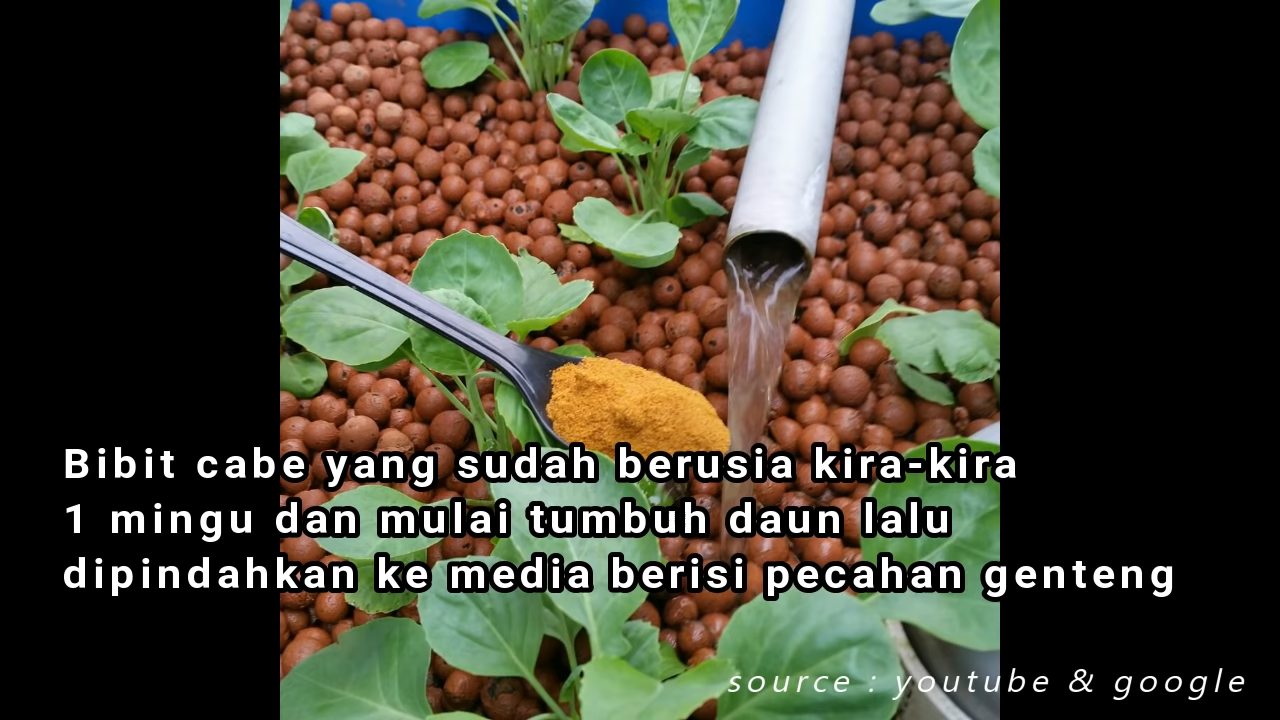 Bibit cabe yang sudah berusia kira-kira
1 mingu dan mulai tumbuh daun lalu
dipindahkan ke media berisi pecahan genteng
source : youtube & google